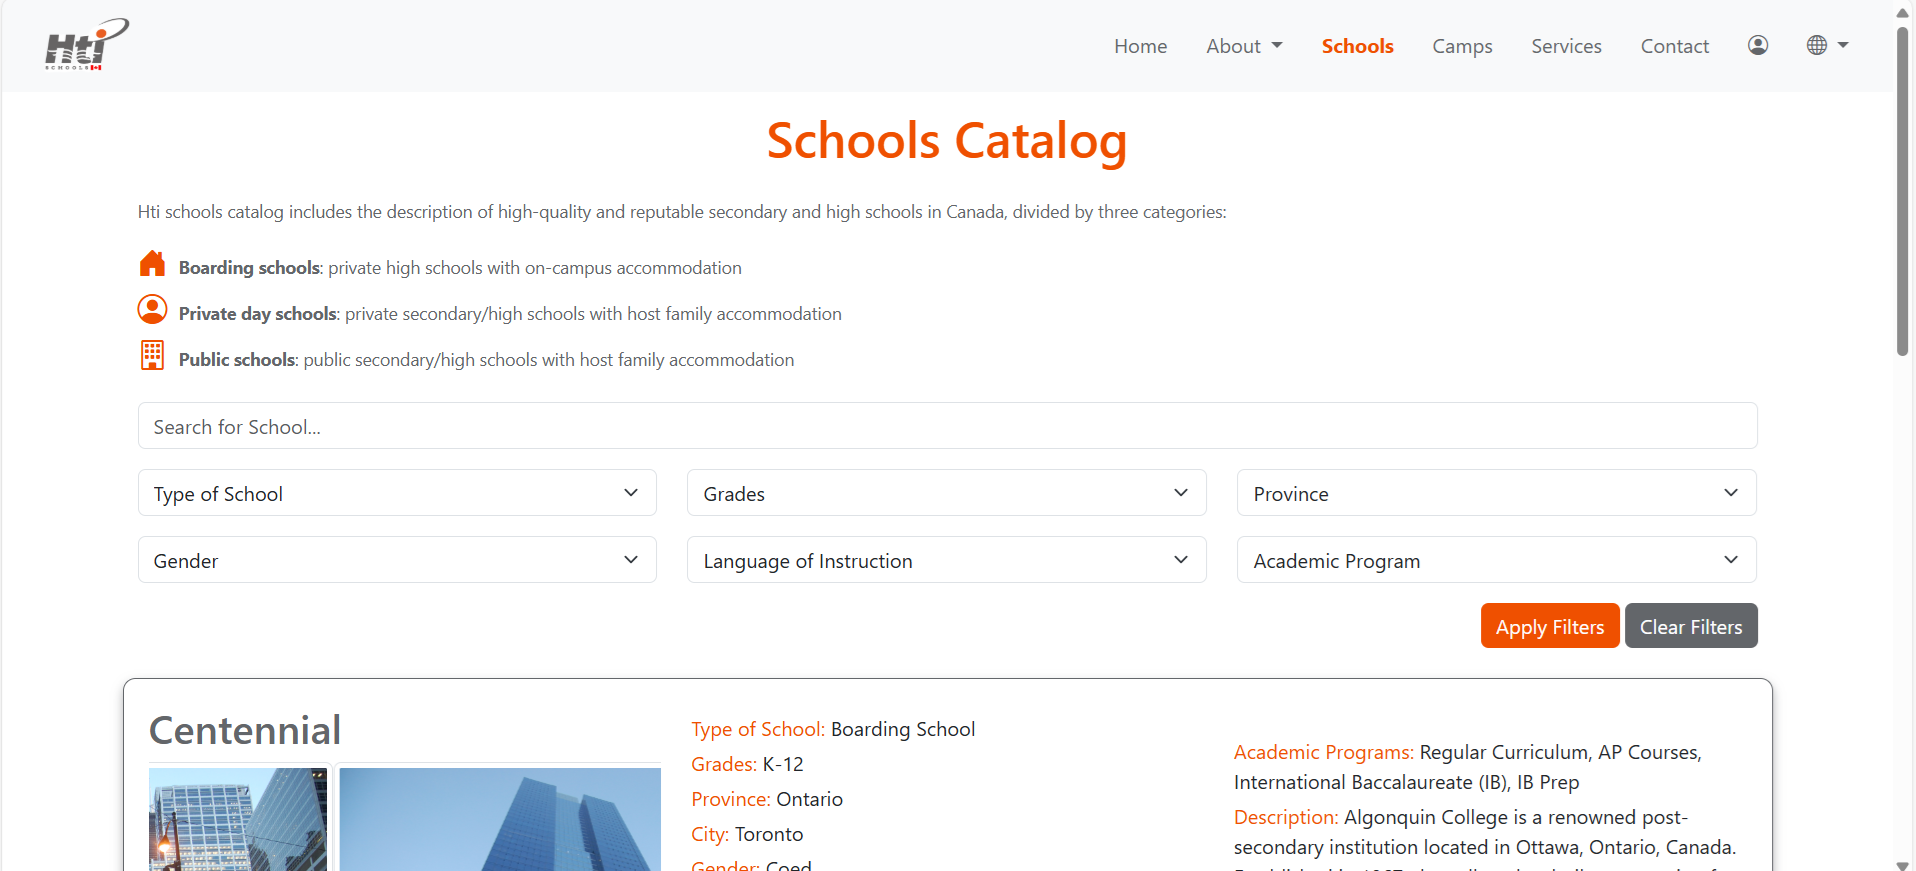 Hti
SCHOOLS
Home About Schools Camps Services Contact
Schools Catalog
Hti schools catalog includes the description of high-quality and reputable secondary and high schools in Canada, divided by three categories:
Boarding schools: private high schools with on-campus accommodation
Private day schools: private secondary/high schools with host family accommodation
Public schools: public secondary/high schools with host family accommodation
Search for School...
Type of School Grades Province
Gender Language of Instruction Academic Program
Apply Filters Clear Filters
Centennial
Type of School: Boarding School
Grades: K-12
Province: Ontario
City: Toronto
Gender: Coed
Academic Programs: Regular Curriculum, AP Courses,
International Baccalaureate (IB), IB Prep
Description: Algonquin College is a renowned post-
secondary institution located in Ottawa, Ontario, Canada.